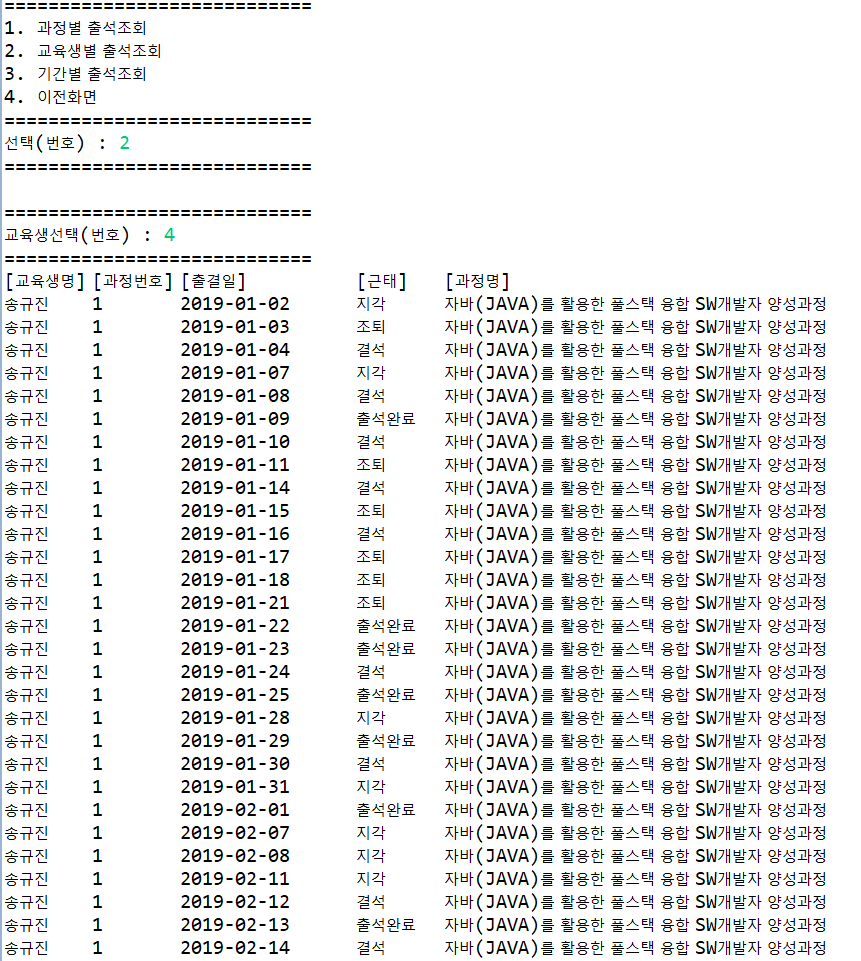 ============================
1. 과정별 출석조회
2. 교육생별 출석조회
3. 기간별 출석조회
4. 이전화면
============================
선택(번호) : 2
============================
============================
교육생선택(번호) : 4
============================
[교육생명] [과정번호] [출결일] [근태] [과정명]
송규진 1 2019-01-02 지각 자바(JAVA)를 활용한 풀스택 융합 SW개발자 양성과정
송규진 1 2019-01-03 조퇴 자바(JAVA)를 활용한 풀스택 융합 SW개발자 양성과정
송규진 1 2019-01-04 결석 자바(JAVA)를 활용한 풀스택 융합 SW개발자 양성과정
송규진 1 2019-01-07 지각 자바(JAVA)를 활용한 풀스택 융합 SW개발자 양성과정
송규진 1 2019-01-08 결석 자바(JAVA)를 활용한 풀스택 융합 SW개발자 양성과정
송규진 1 2019-01-09 출석완료 자바(JAVA)를 활용한 풀스택 융합 SW개발자 양성과정
송규진 1 2019-01-10 결석 자바(JAVA)를 활용한 풀스택 융합 SW개발자 양성과정
송규진 1 2019-01-11 조퇴 자바(JAVA)를 활용한 풀스택 융합 SW개발자 양성과정
송규진 1 2019-01-14 결석 자바(JAVA)를 활용한 풀스택 융합 SW개발자 양성과정
송규진 1 2019-01-15 조퇴 자바(JAVA)를 활용한 풀스택 융합 SW개발자 양성과정
송규진 1 2019-01-16 결석 자바(JAVA)를 활용한 풀스택 융합 SW개발자 양성과정
송규진 1 2019-01-17 조퇴 자바(JAVA)를 활용한 풀스택 융합 SW개발자 양성과정
송규진 1 2019-01-18 조퇴 자바(JAVA)를 활용한 풀스택 융합 SW개발자 양성과정
송규진 1 2019-01-21 조퇴 자바(JAVA)를 활용한 풀스택 융합 SW개발자 양성과정
송규진 1 2019-01-22 출석완료 자바(JAVA)를 활용한 풀스택 융합 SW개발자 양성과정
송규진 1 2019-01-23 출석완료 자바(JAVA)를 활용한 풀스택 융합 SW개발자 양성과정
송규진 1 2019-01-24 결석 자바(JAVA)를 활용한 풀스택 융합 SW개발자 양성과정
송규진 1 2019-01-25 출석완료 자바(JAVA)를 활용한 풀스택 융합 SW개발자 양성과정
송규진 1 2019-01-28 지각 자바(JAVA)를 활용한 풀스택 융합 SW개발자 양성과정
송규진 1 2019-01-29 출석완료 자바(JAVA)를 활용한 풀스택 융합 SW개발자 양성과정
송규진 1 2019-01-30 결석 자바(JAVA)를 활용한 풀스택 융합 SW개발자 양성과정
송규진 1 2019-01-31 지각 자바(JAVA)를 활용한 풀스택 융합 SW개발자 양성과정
송규진 1 2019-02-01 출석완료 자바(JAVA)를 활용한 풀스택 융합 SW개발자 양성과정
송규진 1 2019-02-07 지각 자바(JAVA)를 활용한 풀스택 융합 SW개발자 양성과정
송규진 1 2019-02-08 지각 자바(JAVA)를 활용한 풀스택 융합 SW개발자 양성과정
송규진 1 2019-02-11 지각 자바(JAVA)를 활용한 풀스택 융합 SW개발자 양성과정
송규진 1 2019-02-12 결석 자바(JAVA)를 활용한 풀스택 융합 SW개발자 양성과정
송규진 1 2019-02-13 출석완료 자바(JAVA)를 활용한 풀스택 융합 SW개발자 양성과정
송규진 1 2019-02-14 결석 자바(JAVA)를 활용한 풀스택 융합 SW개발자 양성과정